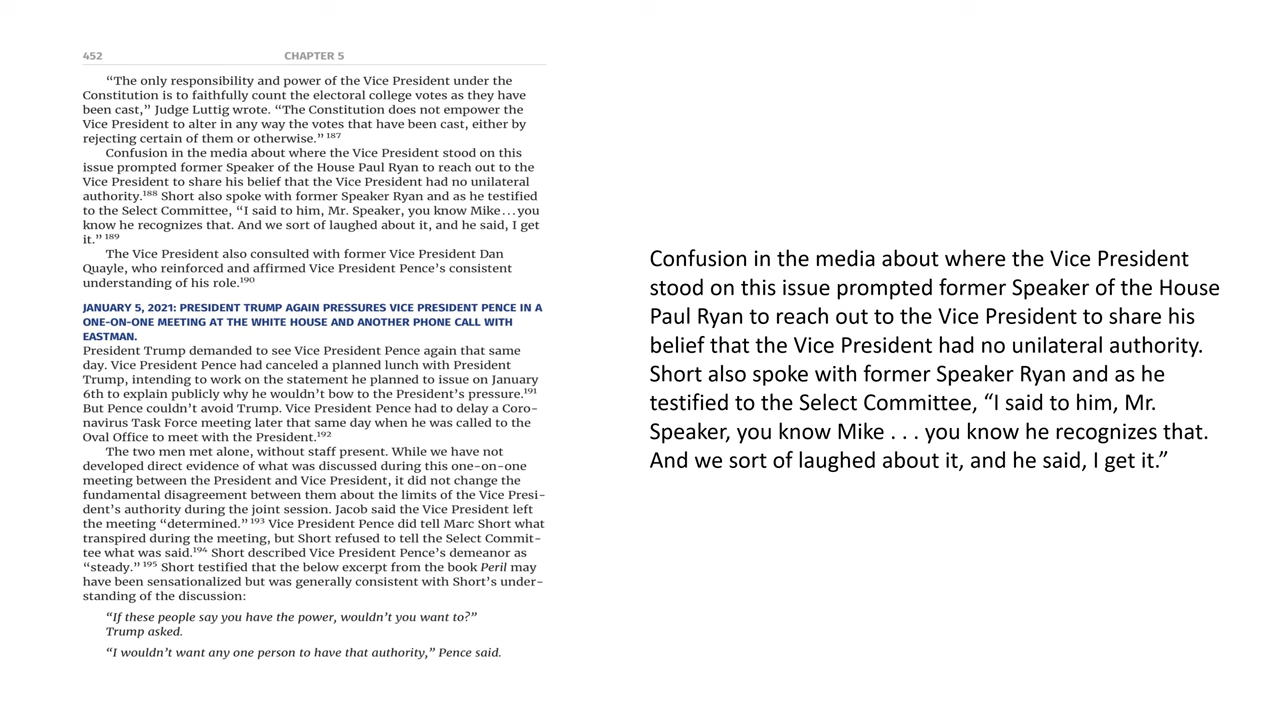 452 CHAPTER 5
“The only responsibility and power of the Vice President under the
Constitution is to faithfully count the electoral college votes as they have
been cast,” Judge Luttig wrote. “The Constitution does not empower the
Vice President to alter in any way the votes that have been cast, either by
rejecting certain of them or otherwise.” 187
Confusion in the media about where the Vice President stood on this
issue prompted former Speaker of the House Paul Ryan to reach out to the
Vice President to share his belief that the Vice President had no unilateral
authority.188 Short also spoke with former Speaker Ryan and as he testified
to the Select Committee, “I said to him, Mr. Speaker, you know Mike . . . you
know he recognizes that. And we sort of laughed about it, and he said, I get
it.” 189
The Vice President also consulted with former Vice President Dan
Quayle, who reinforced and affirmed Vice President Pence’s consistent
understanding of his role.190
JANUARY 5, 2021: PRESIDENT TRUMP AGAIN PRESSURES VICE PRESIDENT PENCE IN A
ONE-ON-ONE MEETING AT THE WHITE HOUSE AND ANOTHER PHONE CALL WITH
EASTMAN.
President Trump demanded to see Vice President Pence again that same
day. Vice President Pence had canceled a planned lunch with President
Trump, intending to work on the statement he planned to issue on January
6th to explain publicly why he wouldn’t bow to the President’s pressure.191
But Pence couldn’t avoid Trump. Vice President Pence had to delay a Coro-
navirus Task Force meeting later that same day when he was called to the
Oval Office to meet with the President.192
The two men met alone, without staff present. While we have not
developed direct evidence of what was discussed during this one-on-one
meeting between the President and Vice President, it did not change the
fundamental disagreement between them about the limits of the Vice Presi-
dent’s authority during the joint session. Jacob said the Vice President left
the meeting “determined.” 193 Vice President Pence did tell Marc Short what
transpired during the meeting, but Short refused to tell the Select Commit-
tee what was said.194 Short described Vice President Pence’s demeanor as
“steady.” 195 Short testified that the below excerpt from the book Peril may
have been sensationalized but was generally consistent with Short’s under-
standing of the discussion:
“If these people say you have the power, wouldn’t you want to?”
Trump asked.
“I wouldn’t want any one person to have that authority,” Pence said.
Confusion in the media about where the Vice President
stood on this issue prompted former Speaker of the House
Paul Ryan to reach out to the Vice President to share his
belief that the Vice President had no unilateral authority.
Short also spoke with former Speaker Ryan and as he
testified to the Select Committee, “I said to him, Mr.
Speaker, you know Mike . . . you know he recognizes that.
And we sort of laughed about it, and he said, I get it.”